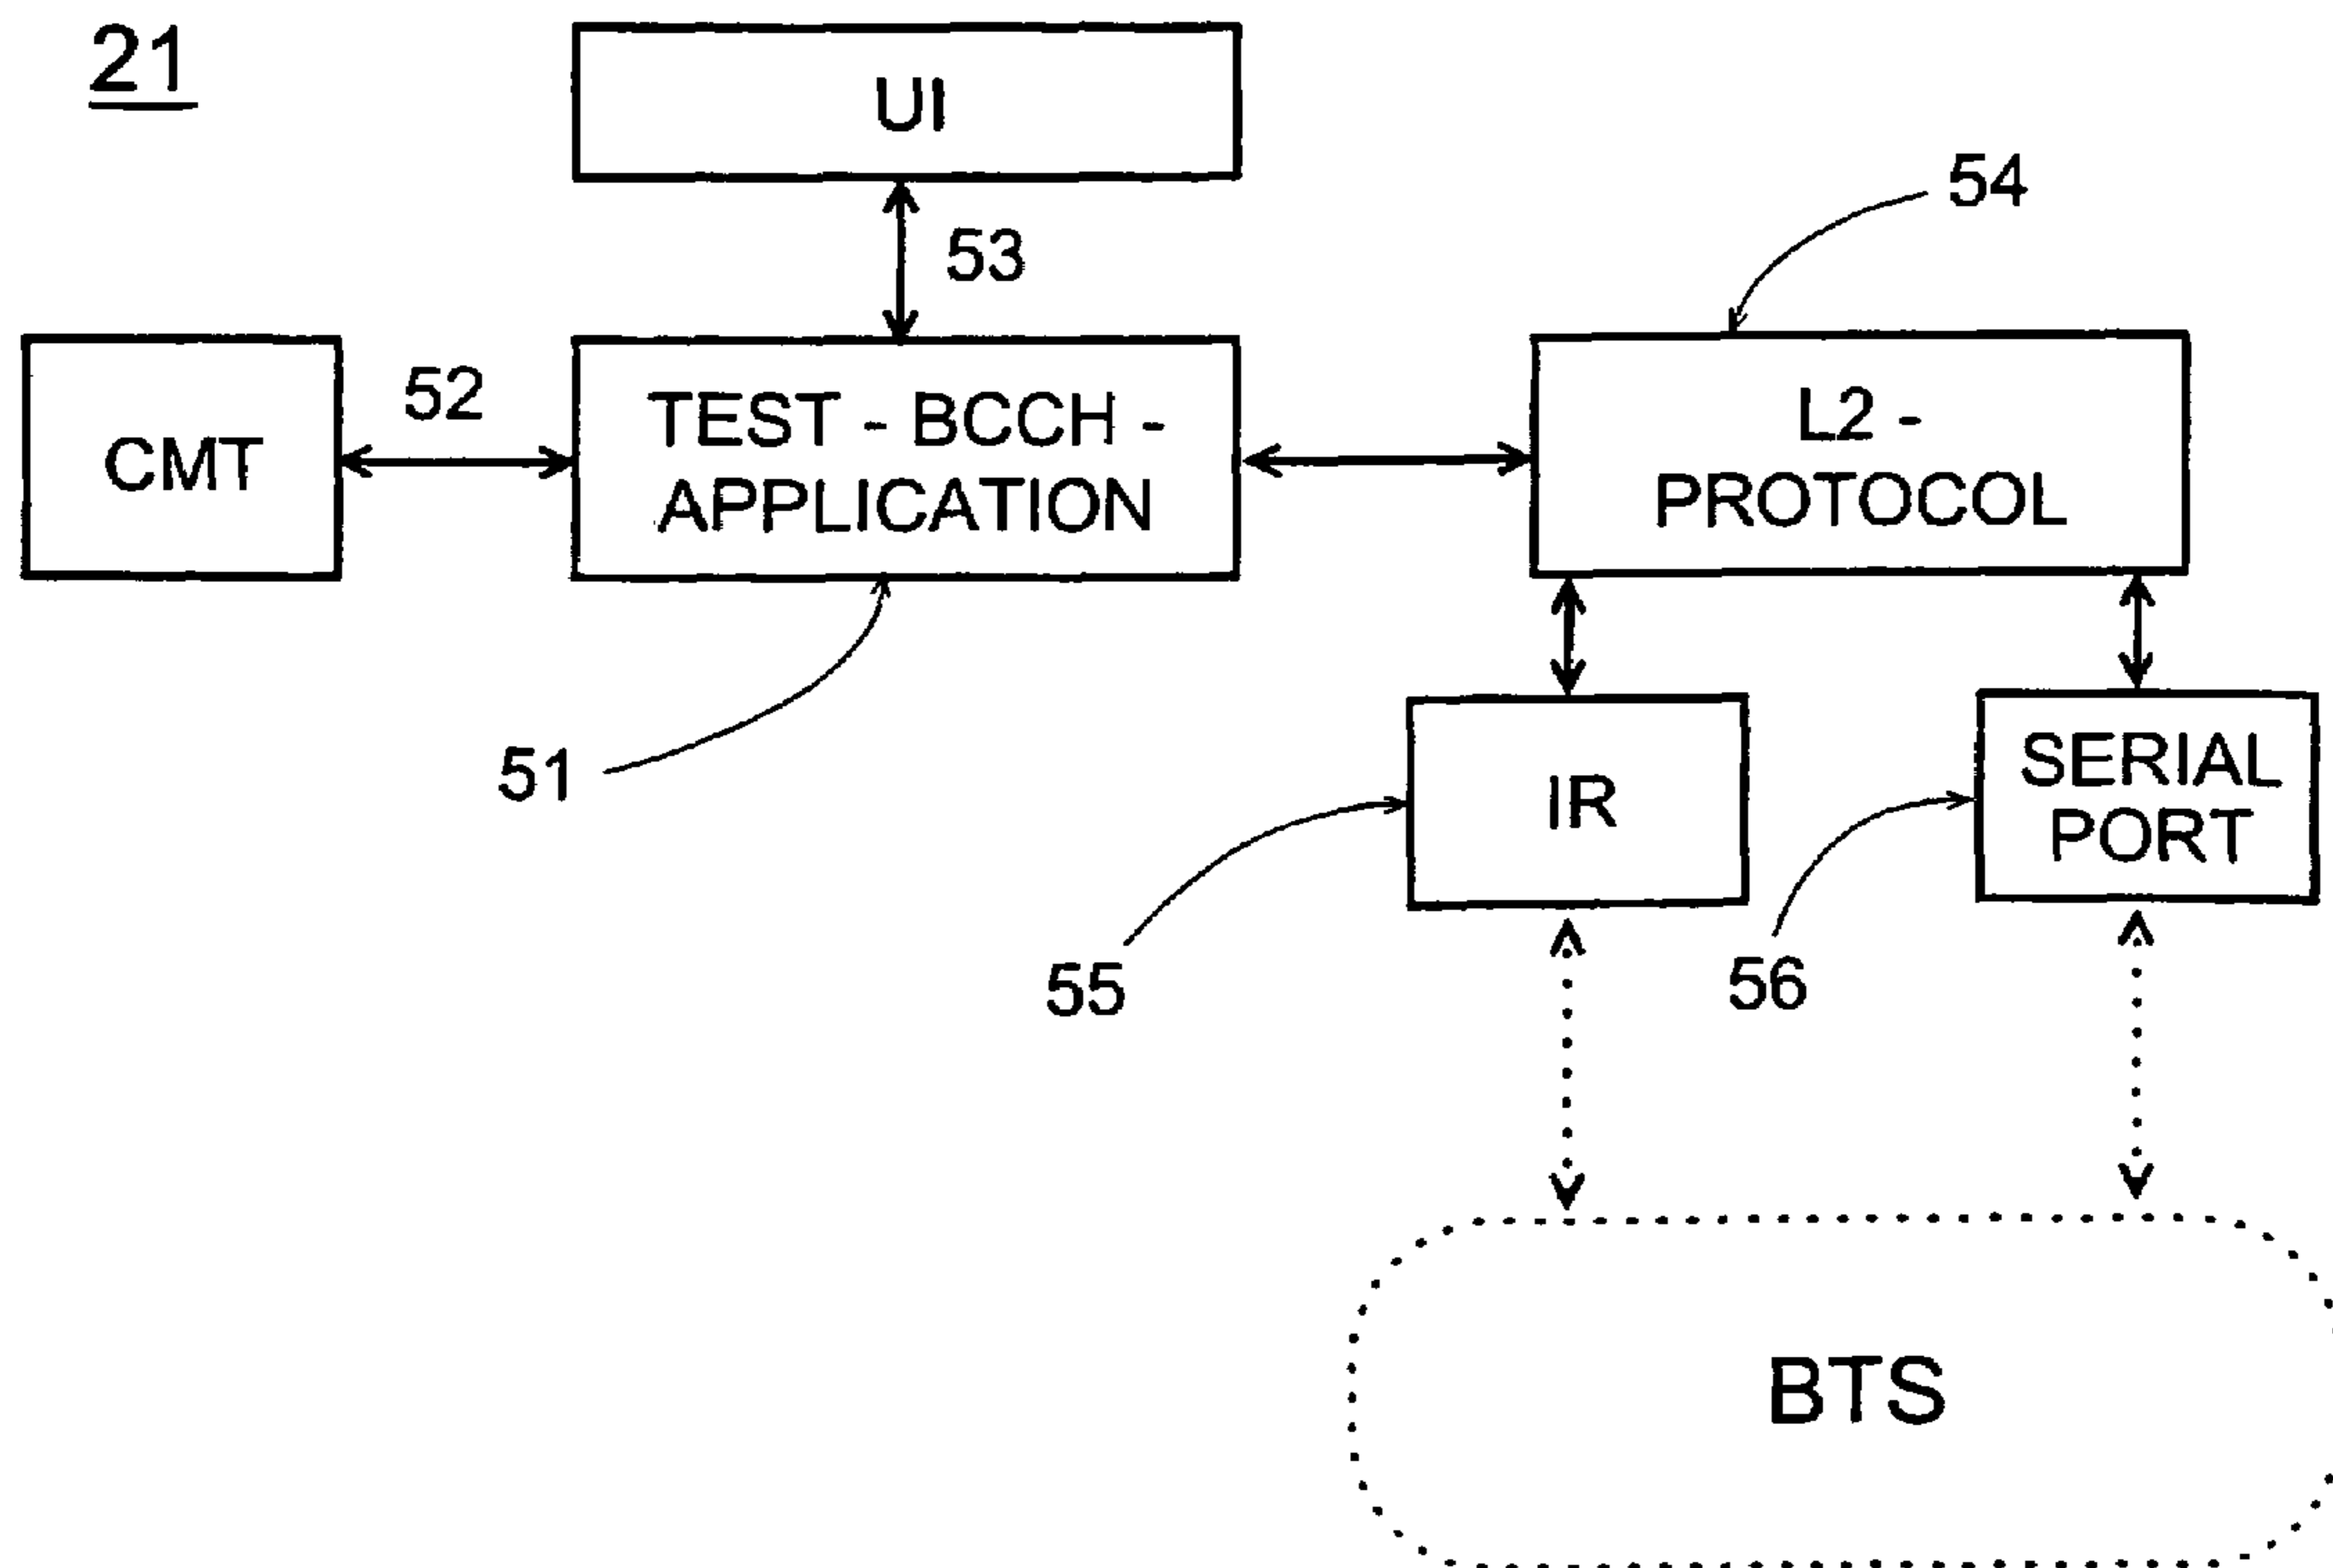 21
UI
53
54
52
CMT
TEST - BCCH -
APPLICATION
L2 -
PROTOCOL
51
IR
SERIAL
PORT
55
56
BTS